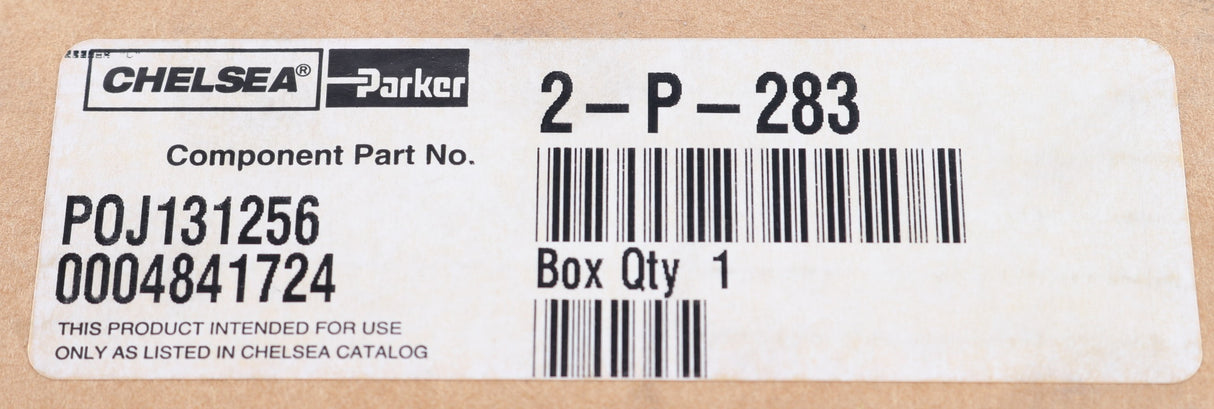 CHELSEA® Parker
Component Part No.
POJ131256
0004841724
THIS PRODUCT INTENDED FOR USE
ONLY AS LISTED IN CHELSEA CATALOG
2-P-283
Box Qty 1